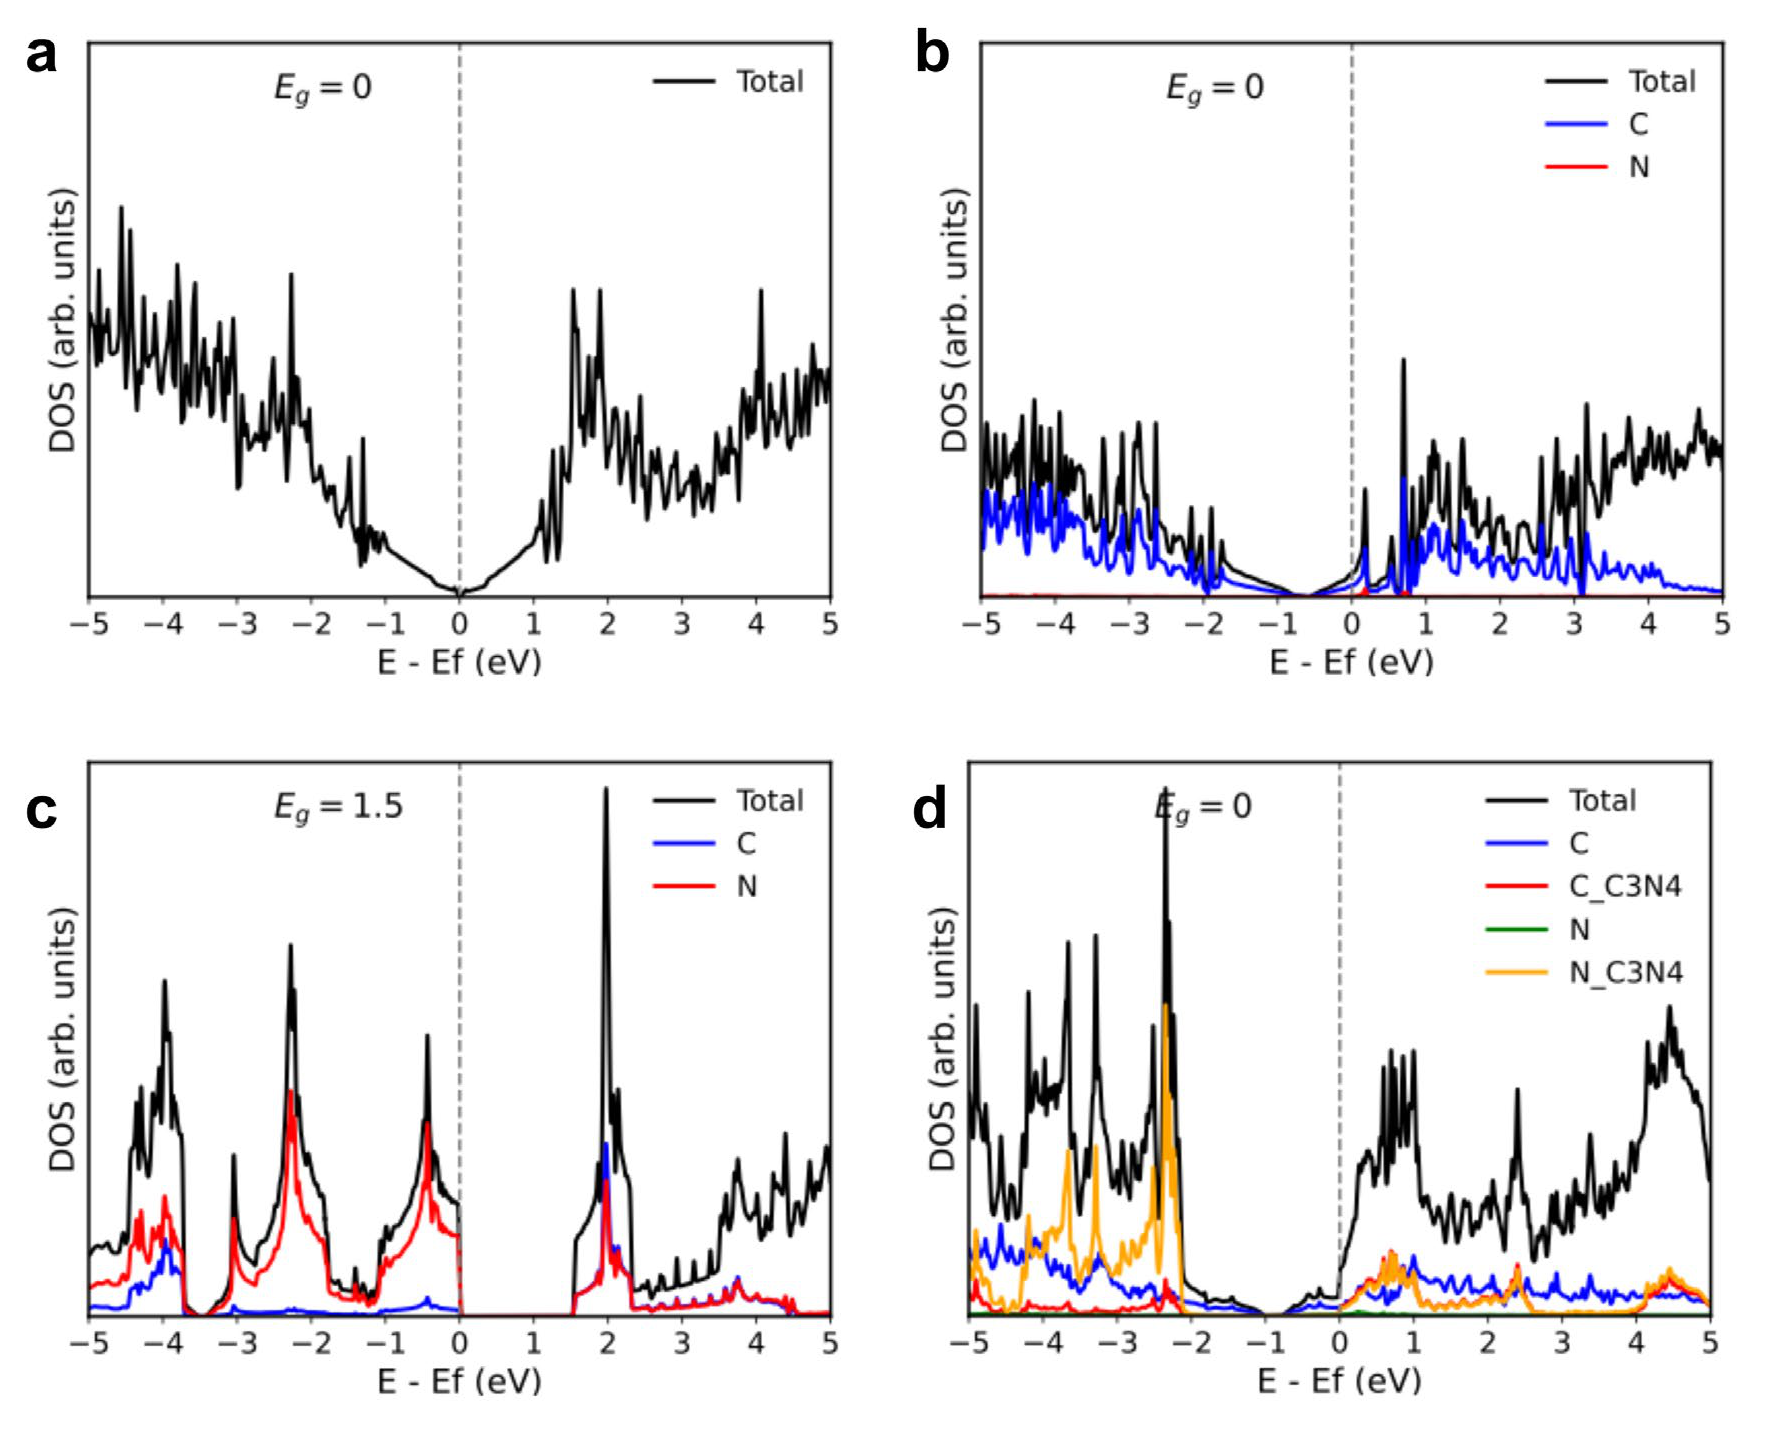 a
E_g = 0
Total
DOS (arb. units)
−5 −4 −3 −2 −1 0 1 2 3 4 5
E - Ef (eV)
b
E_g = 0
Total
C
N
DOS (arb. units)
−5 −4 −3 −2 −1 0 1 2 3 4 5
E - Ef (eV)
c
E_g = 1.5
Total
C
N
DOS (arb. units)
−5 −4 −3 −2 −1 0 1 2 3 4 5
E - Ef (eV)
d
E_g = 0
Total
C
C_C3N4
N
N_C3N4
DOS (arb. units)
−5 −4 −3 −2 −1 0 1 2 3 4 5
E - Ef (eV)